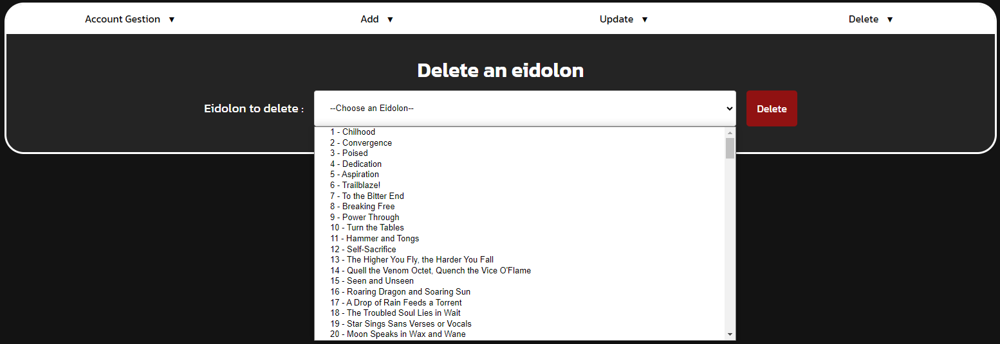 Account Gestion ▼ Add ▼ Update ▼ Delete ▼
Delete an eidolon
Eidolon to delete : --Choose an Eidolon-- Delete
1 - Chilhood
2 - Convergence
3 - Poised
4 - Dedication
5 - Aspiration
6 - Trailblaze!
7 - To the Bitter End
8 - Breaking Free
9 - Power Through
10 - Turn the Tables
11 - Hammer and Tongs
12 - Self-Sacrifice
13 - The Higher You Fly, the Harder You Fall
14 - Quell the Venom Octet, Quench the Vice O'Flame
15 - Seen and Unseen
16 - Roaring Dragon and Soaring Sun
17 - A Drop of Rain Feeds a Torrent
18 - The Troubled Soul Lies in Wait
19 - Star Sings Sans Verses or Vocals
20 - Moon Speaks in Wax and Wane